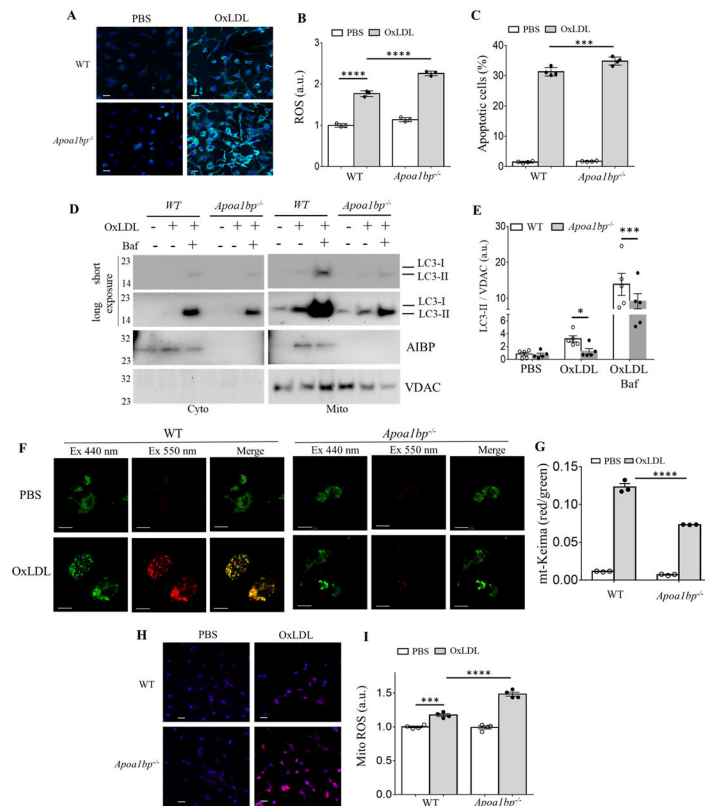 A
PBS
OxLDL
WT
Apoa1bp-/-
B
PBS
OxLDL
ROS (a.u.)
2
1
0
****
****
WT
Apoa1bp-/-
C
PBS
OxLDL
Apoptotic cells (%)
40
30
20
10
0
***
WT
Apoa1bp-/-
D
WT
Apoa1bp-/-
WT
Apoa1bp-/-
OxLDL
- + + - + + - + + - + +
Baf
+ + + +
short
long
exposure
23
14
23
14
32
23
32
23
LC3-I
LC3-II
LC3-I
LC3-II
AIBP
VDAC
Cyto
Mito
E
WT
Apoa1bp-/-
LC3-II / VDAC (a.u.)
30
20
10
6
4
2
0
*
***
PBS
OxLDL
OxLDL
Baf
F
WT
Apoa1bp-/-
Ex 440 nm
Ex 550 nm
Merge
Ex 440 nm
Ex 550 nm
Merge
PBS
OxLDL
G
PBS
OxLDL
mt-Keima (red/green)
0.15
0.10
0.05
0.00
****
WT
Apoa1bp-/-
H
PBS
OxLDL
WT
Apoa1bp-/-
I
PBS
OxLDL
Mito ROS (a.u.)
1.5
1.0
0.5
0.0
***
****
WT
Apoa1bp-/-